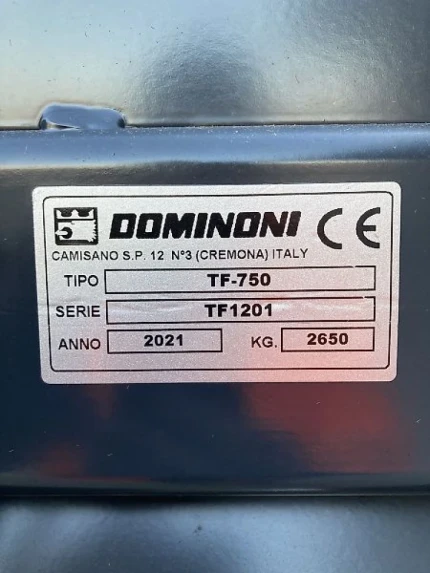 DOMINONI CE
CAMISANO S.P. 12 N°3 (CREMONA) ITALY
TIPO TF-750
SERIE TF1201
ANNO 2021 KG. 2650